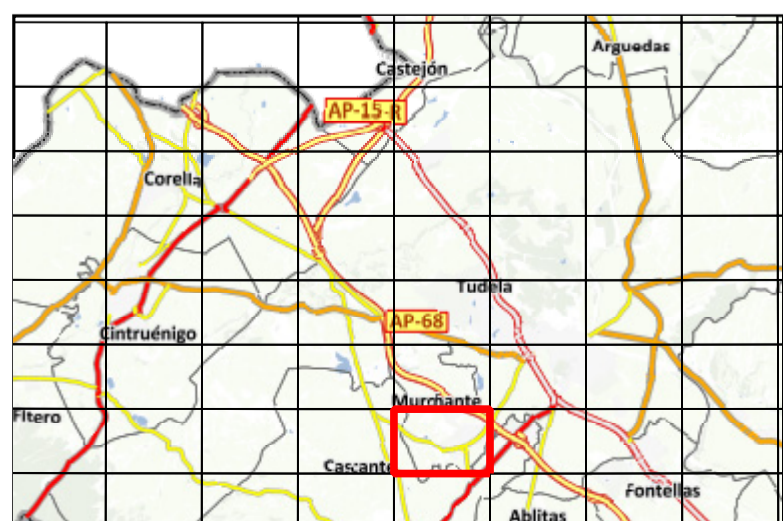 Arguedas
Castejón
AP-15-R
Corella
Tudela
AP-68
Cintruénigo
Murchante
Fitero
Cascante
Fontellas
Ablitas